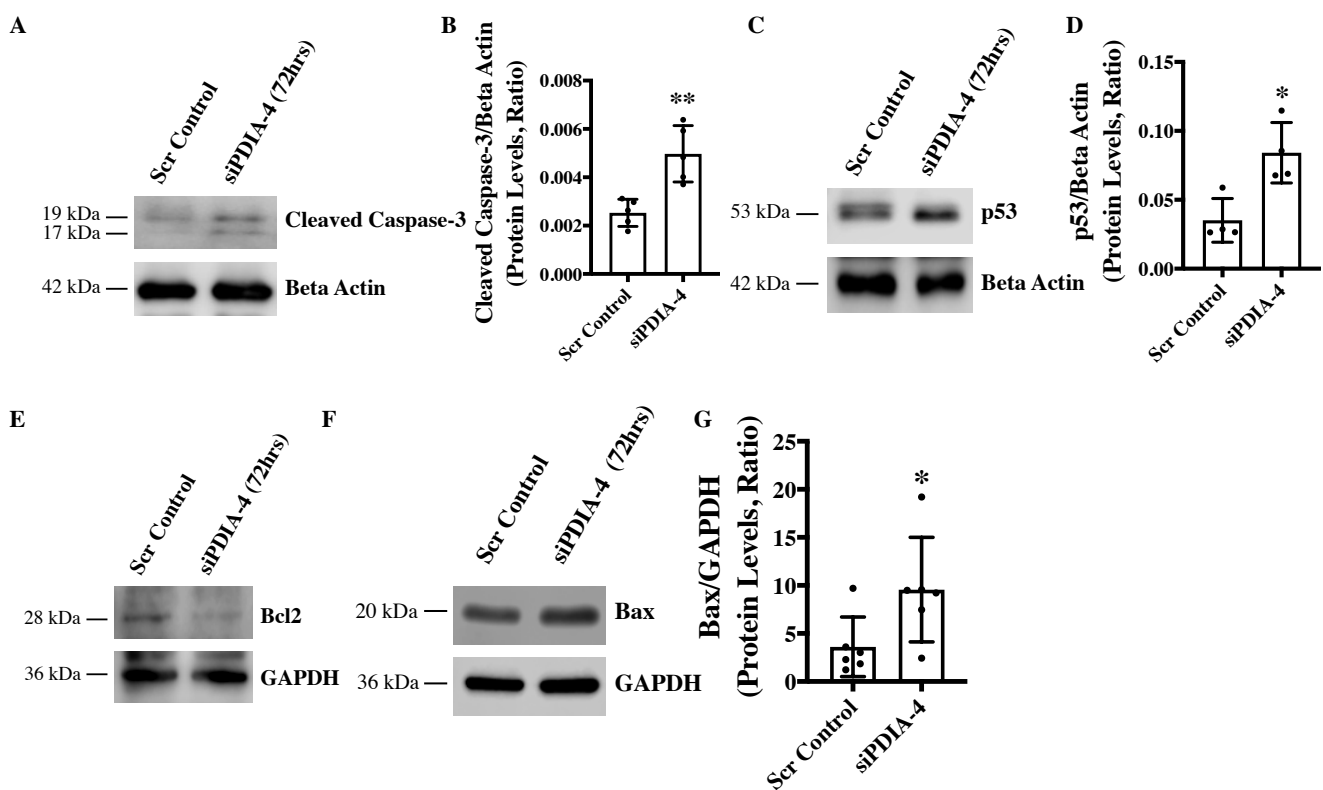 A
Scr Control
siPDIA-4 (72hrs)
19 kDa
17 kDa
Cleaved Caspase-3
42 kDa
Beta Actin
B
Cleaved Caspase-3/Beta Actin
(Protein Levels, Ratio)
0.008
0.006
0.004
0.002
0.000
**
Scr Control
siPDIA-4
C
Scr Control
siPDIA-4 (72hrs)
53 kDa
p53
42 kDa
Beta Actin
D
p53/Beta Actin
(Protein Levels, Ratio)
0.15
0.10
0.05
0.00
*
Scr Control
siPDIA-4
E
Scr Control
siPDIA-4 (72hrs)
28 kDa
Bcl2
36 kDa
GAPDH
F
Scr Control
siPDIA-4 (72hrs)
20 kDa
Bax
36 kDa
GAPDH
G
Bax/GAPDH
(Protein Levels, Ratio)
25
20
15
10
5
0
*
Scr Control
siPDIA-4